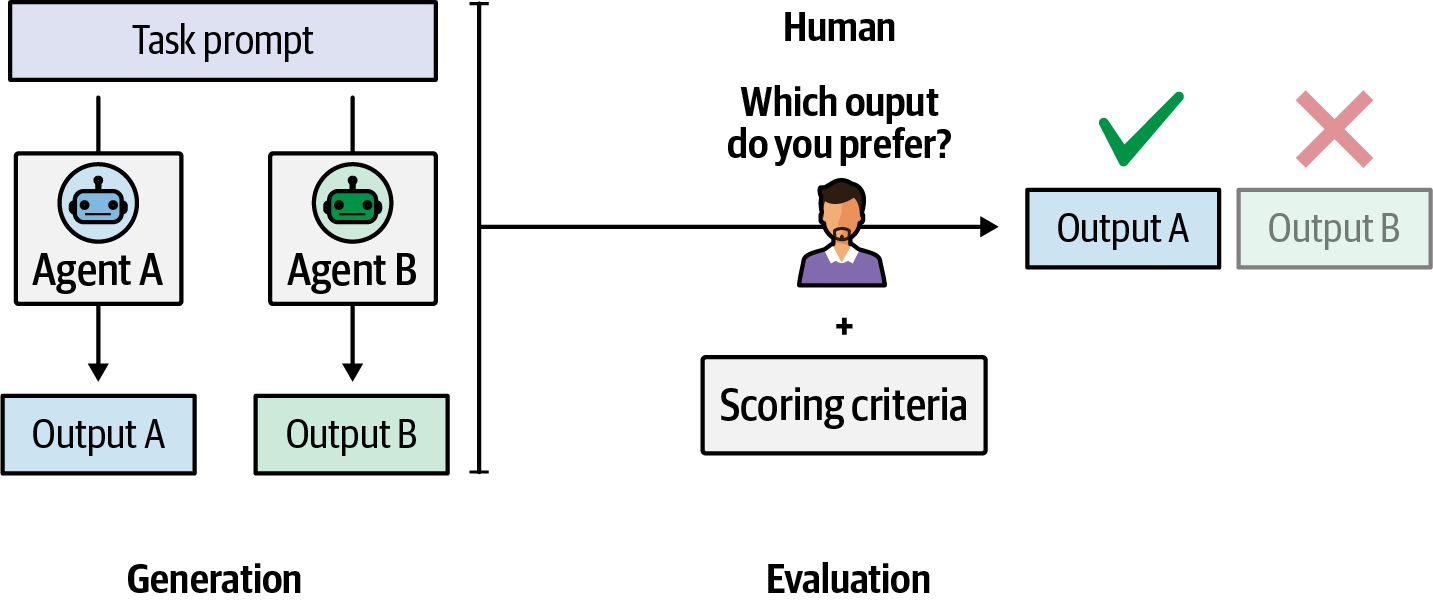 Task prompt
Agent A
Agent B
Output A
Output B
Generation
Human
Which ouput
do you prefer?
+
Scoring criteria
Output A
Output B
Evaluation